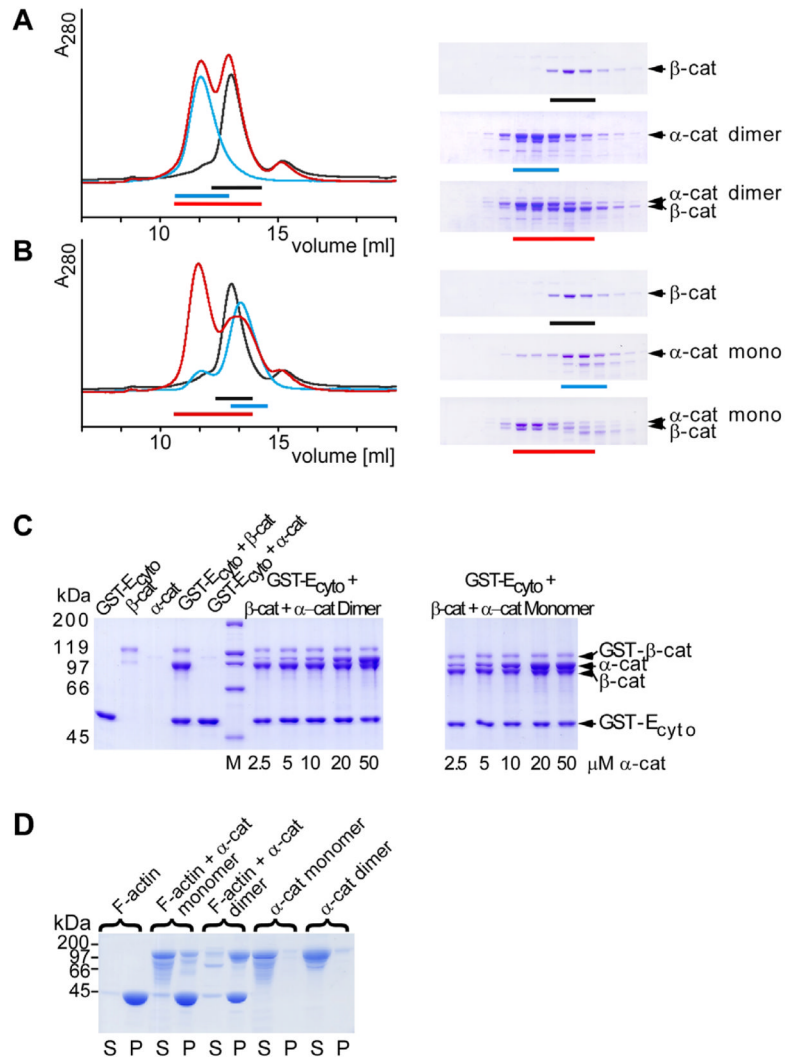 A
A280
10 15
volume [ml]
β-cat
α-cat dimer
α-cat dimer
β-cat
B
A280
10 15
volume [ml]
β-cat
α-cat mono
α-cat mono
β-cat
C
kDa
GST-Ecyto
β-cat
α-cat
GST-Ecyto + β-cat
GST-Ecyto + α-cat
GST-Ecyto +
β-cat + α-cat Dimer
GST-Ecyto +
β-cat + α-cat Monomer
200
119
97
66
45
M 2.5 5 10 20 50
GST-β-cat
α-cat
β-cat
GST-Ecyto
2.5 5 10 20 50 μM α-cat
D
kDa
F-actin
F-actin + α-cat
monomer
F-actin + α-cat
dimer
α-cat monomer
α-cat dimer
200
97
66
45
S P S P S P S P S P